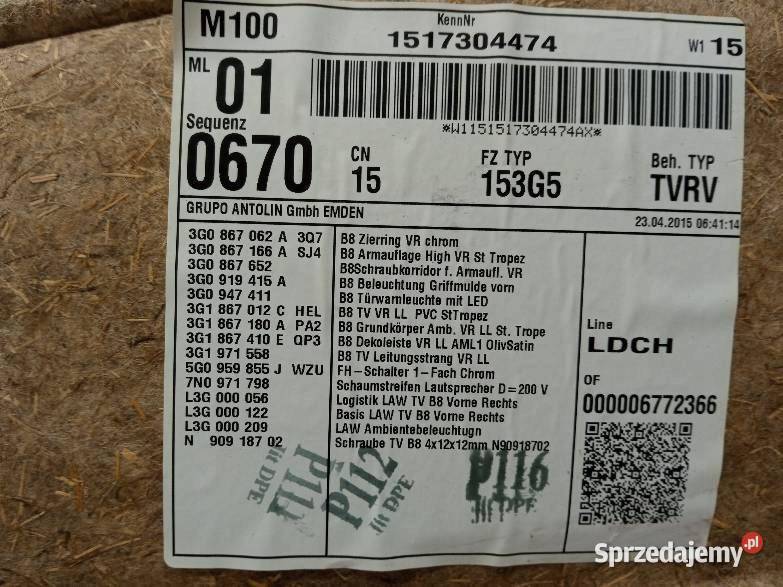 M100
KennNr
1517304474
W1 15
ML
01
*W1151517304474AX*
Sequenz
0670
CN
15
FZ TYP
153G5
Beh. TYP
TVRV
GRUPO ANTOLIN Gmbh EMDEN
23.04.2015 06:41:14
3G0 867 062 A 3Q7 B8 Zierring VR chrom
3G0 867 166 A SJ4 B8 Armauflage High VR St Tropez
3G0 867 652 B8Schraubkorridor f. Armaufl. VR
3G0 919 415 A B8 Beleuchtung Griffmulde vorn
3G0 947 411 B8 Türwarnleuchte mit LED
3G1 867 012 C HEL B8 TV VR LL PVC StTropez
3G1 867 180 A PA2 B8 Grundkörper Amb. VR LL St. Trope
3G1 867 410 E QP3 B8 Dekoleiste VR LL AML1 OlivSatin
3G1 971 558 B8 TV Leitungsstrang VR LL
5G0 959 855 J WZU FH-Schalter 1-Fach Chrom
7N0 971 798 Schaumstreifen Lautsprecher D=200 V
L3G 000 056 Logistik LAW TV B8 Vorne Rechts
L3G 000 122 Basis LAW TV B8 Vorne Rechts
L3G 000 209 LAW Ambientebeleuchtugn
N 909 187 02 Schraube TV B8 4x12x12mm N90918702
Line
LDCH
OF
000006772366
P111
DPE
P112
DPE
P116
DPE
Sprzedajemy.pl